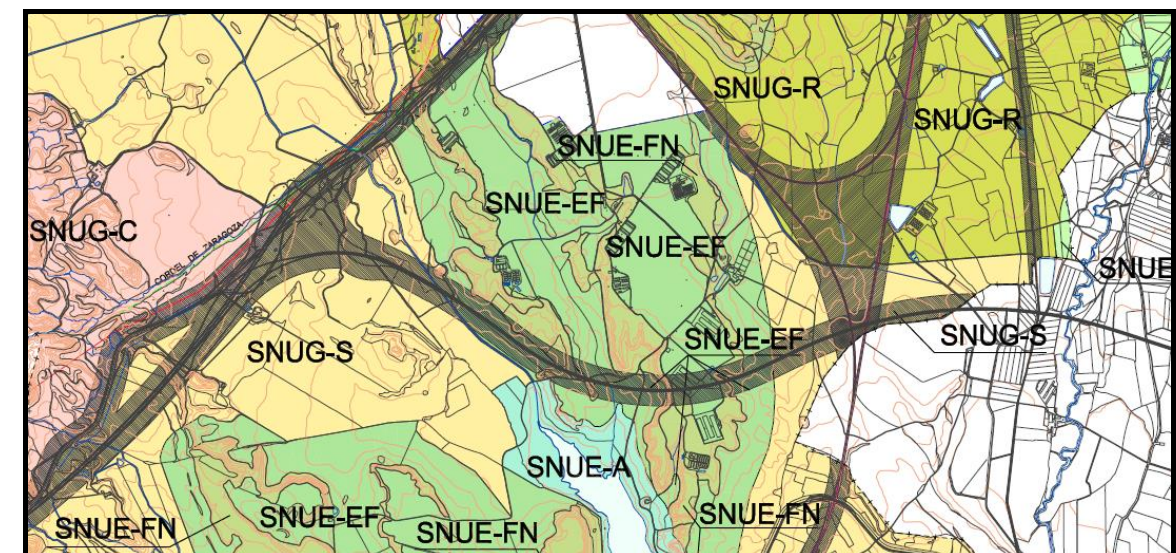 SNUG-R
SNUG-R
SNUE-FN
SNUE-EF
SNUG-C
CORDEL DE ZARAGOZA
SNUE-EF
SNUE
SNUE-EF
SNUG-S
SNUG-S
SNUE-A
SNUE-FN
SNUE-EF
SNUE-FN
SNUE-FN